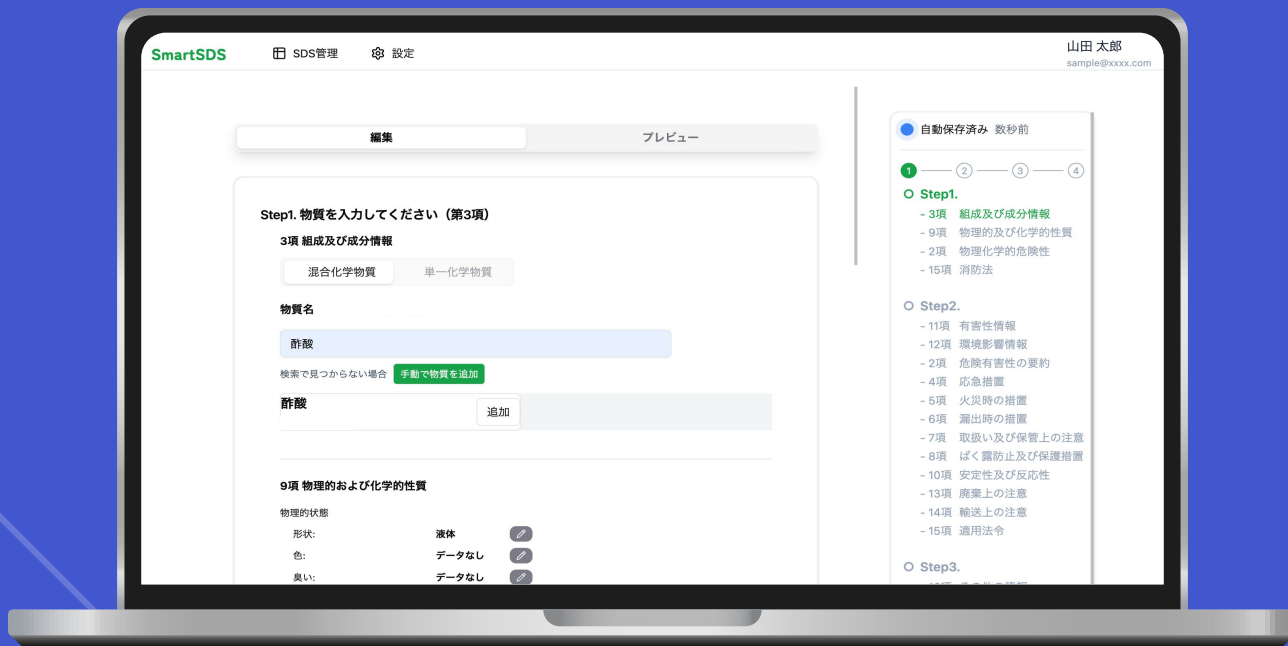 SmartSDS
SDS管理
設定
山田 太郎
sample@xxxx.com
編集
プレビュー
Step1. 物質を入力してください（第3項）
3項 組成及び成分情報
混合化学物質
単一化学物質
物質名
酢酸
検索で見つからない場合 手動で物質を追加
酢酸
追加
9項 物理的および化学的性質
物理的状態
形状: 液体
色: データなし
臭い: データなし
自動保存済み 数秒前
1 2 3 4
Step1.
- 3項 組成及び成分情報
- 9項 物理的及び化学的性質
- 2項 物理化学的危険性
- 15項 消防法
Step2.
- 11項 有害性情報
- 12項 環境影響情報
- 2項 危険有害性の要約
- 4項 応急措置
- 5項 火災時の措置
- 6項 漏出時の措置
- 7項 取扱い及び保管上の注意
- 8項 ばく露防止及び保護措置
- 10項 安定性及び反応性
- 13項 廃棄上の注意
- 14項 輸送上の注意
- 15項 適用法令
Step3.